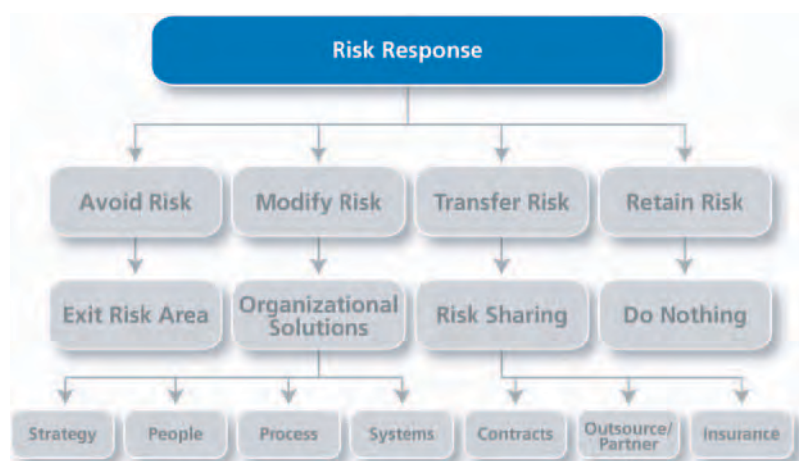 Risk Response
Avoid Risk
Modify Risk
Transfer Risk
Retain Risk
Exit Risk Area
Organizational
Solutions
Risk Sharing
Do Nothing
Strategy
People
Process
Systems
Contracts
Outsource/
Partner
Insurance